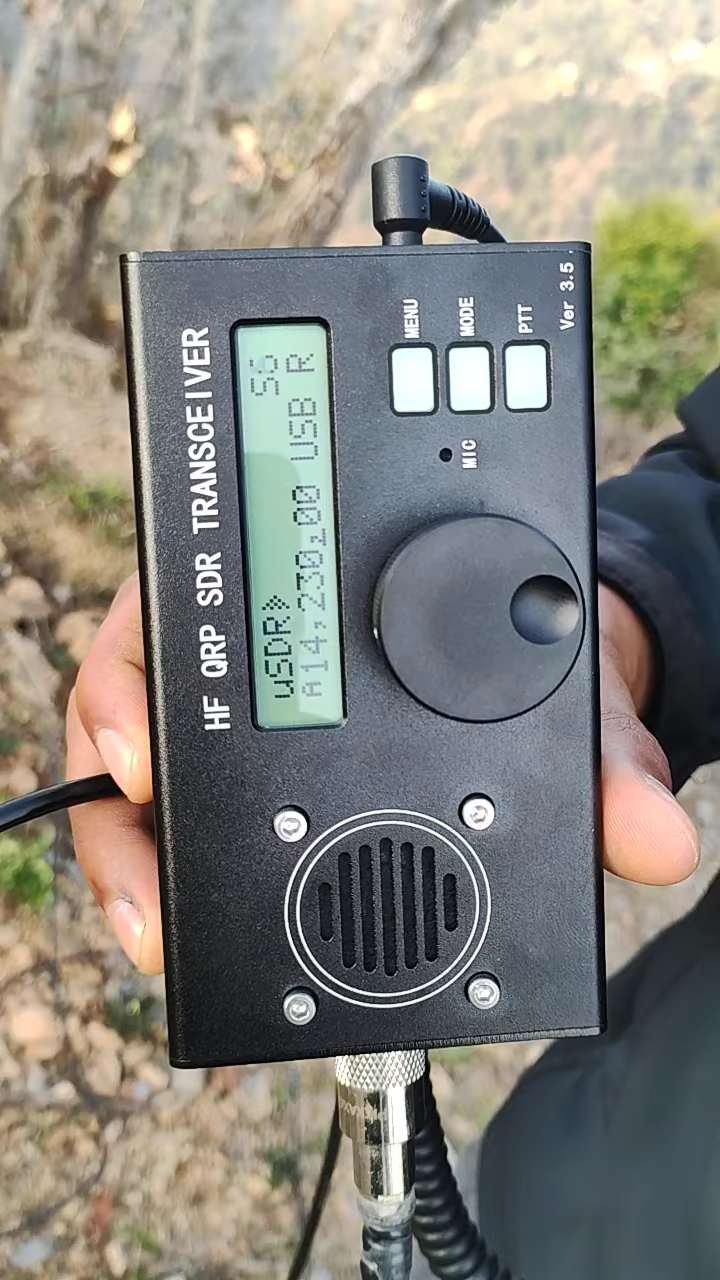 HF QRP SDR TRANSCEIVER
uSDR» S6
A14,230,00 USB R
MENU
MODE
PTT
Ver 3.5
MIC